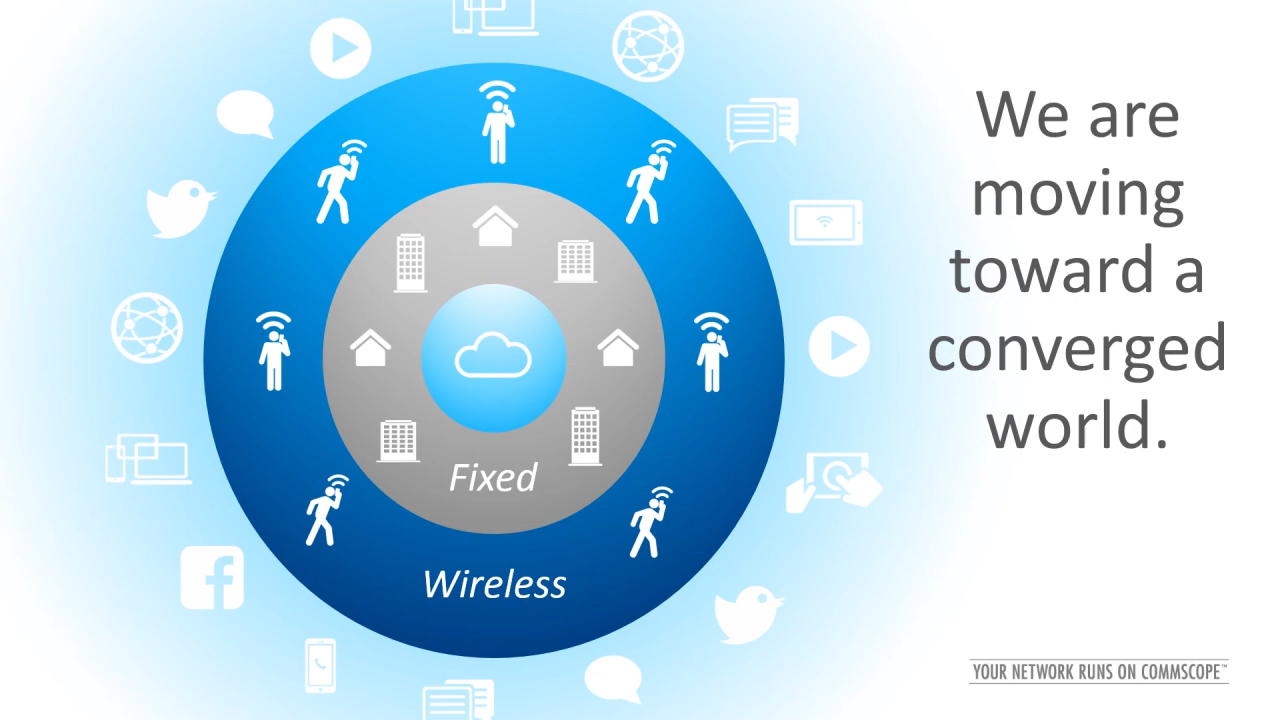 We are
moving
toward a
converged
world.
Fixed
Wireless
YOUR NETWORK RUNS ON COMMSCOPE™